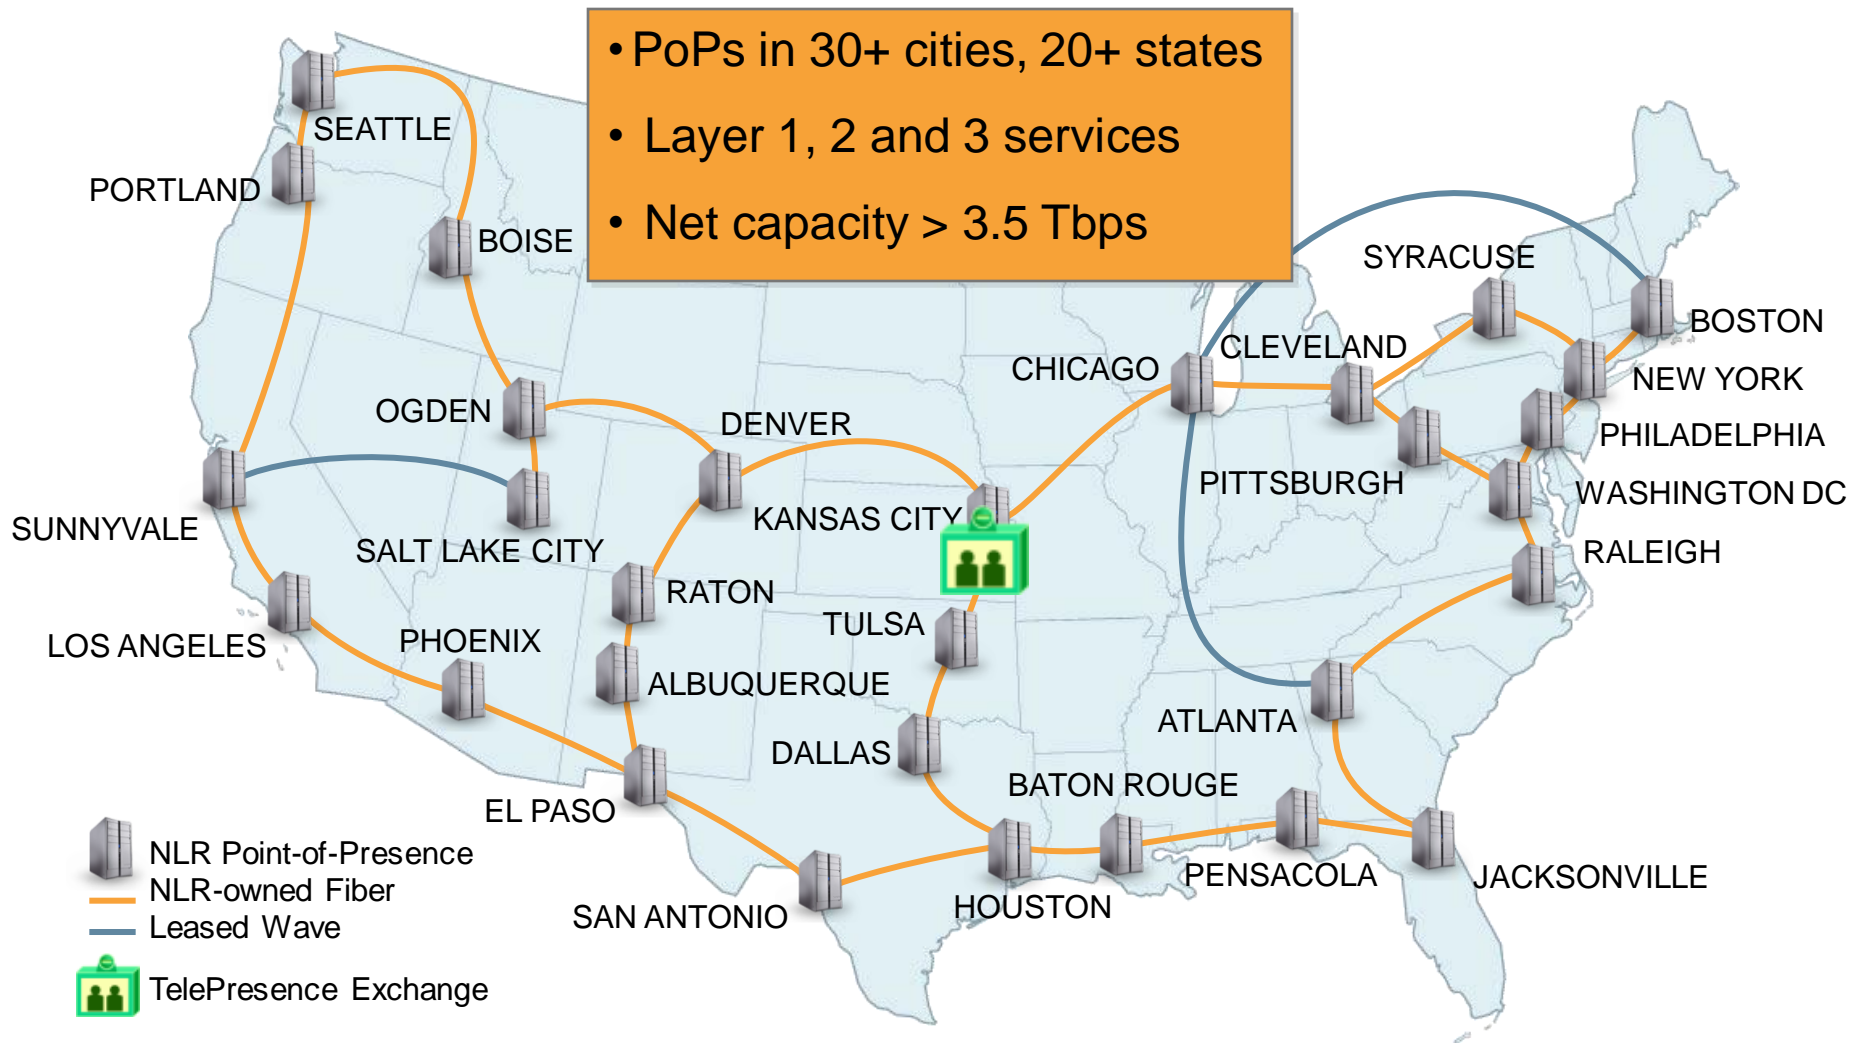 • PoPs in 30+ cities, 20+ states
• Layer 1, 2 and 3 services
• Net capacity > 3.5 Tbps
SEATTLE
PORTLAND
BOISE
SYRACUSE
BOSTON
CLEVELAND
CHICAGO
NEW YORK
OGDEN
DENVER
PHILADELPHIA
PITTSBURGH
WASHINGTON DC
KANSAS CITY
SUNNYVALE
SALT LAKE CITY
RALEIGH
RATON
TULSA
LOS ANGELES
PHOENIX
ALBUQUERQUE
ATLANTA
DALLAS
BATON ROUGE
EL PASO
PENSACOLA
JACKSONVILLE
SAN ANTONIO
HOUSTON
NLR Point-of-Presence
NLR-owned Fiber
Leased Wave
TelePresence Exchange